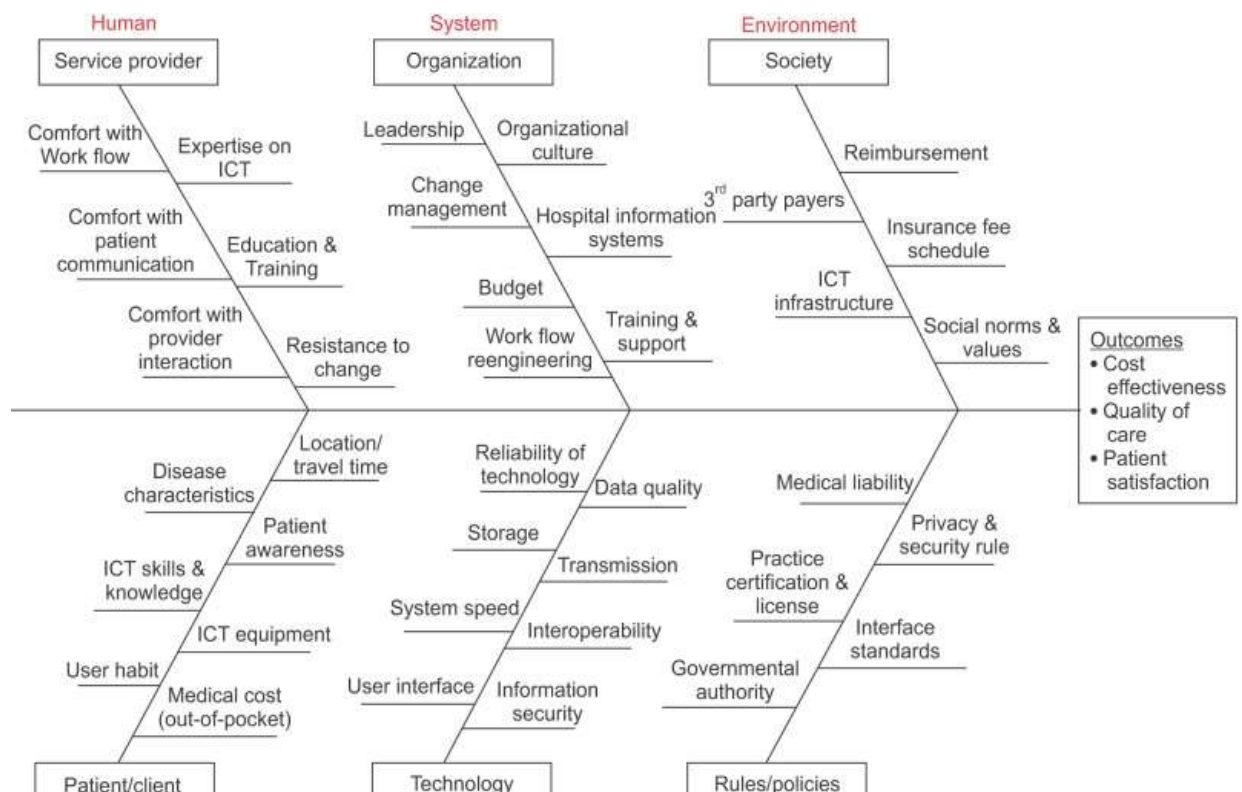 Human
System
Environment
Service provider
Organization
Society
Comfort with
Work flow
Expertise on
ICT
Comfort with
patient
communication
Education &
Training
Comfort with
provider
interaction
Resistance to
change
Leadership
Organizational
culture
Change
management
Hospital information
systems
Budget
Training &
support
Work flow
reengineering
Reimbursement
3rd party payers
Insurance fee
schedule
ICT
infrastructure
Social norms &
values
Outcomes
• Cost
effectiveness
• Quality of
care
• Patient
satisfaction
Location/
travel time
Disease
characteristics
Patient
awareness
ICT skills &
knowledge
ICT equipment
User habit
Medical cost
(out-of-pocket)
Patient/client
Reliability of
technology
Data quality
Storage
Transmission
System speed
Interoperability
User interface
Information
security
Technology
Medical liability
Privacy &
security rule
Practice
certification &
license
Interface
standards
Governmental
authority
Rules/policies